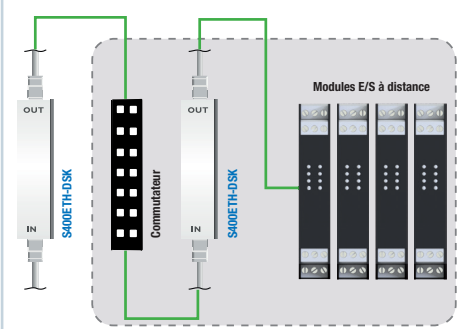 Modules E/S à distance
OUT
IN
S400ETH-DSK
Commutateur
OUT
IN
S400ETH-DSK